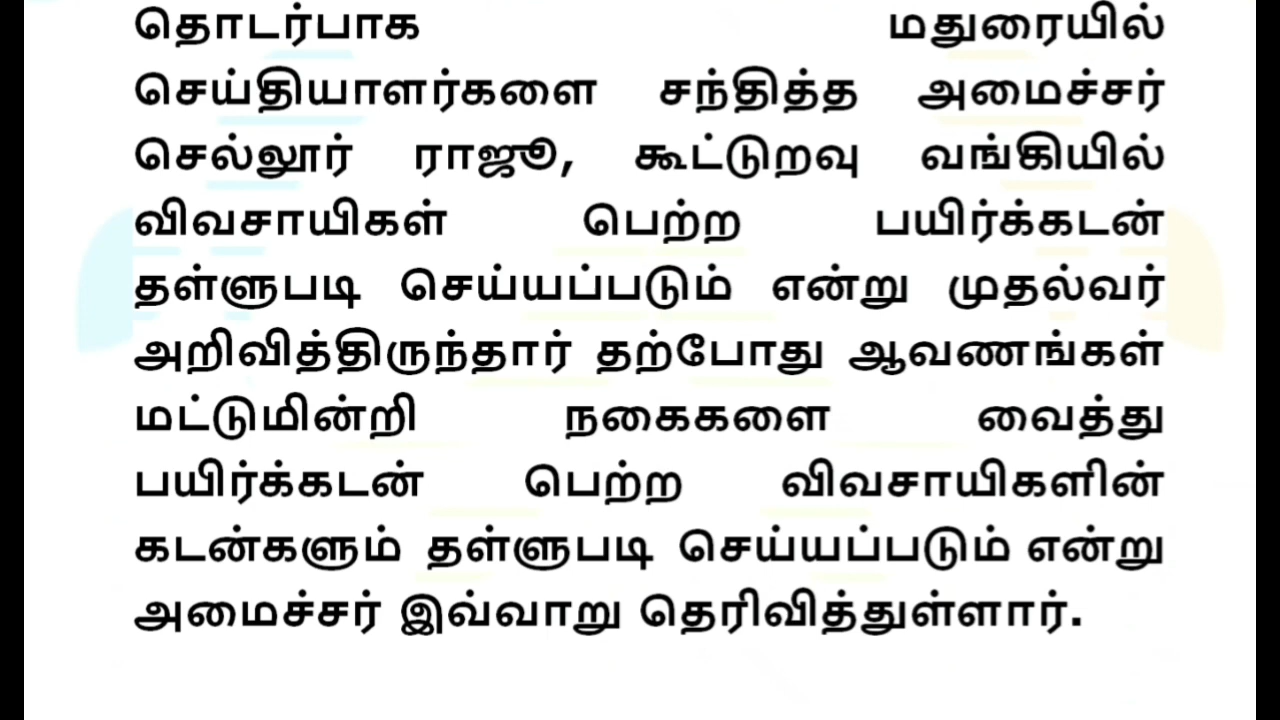 தொடர்பாக மதுரையில்
செய்தியாளர்களை சந்தித்த அமைச்சர்
செல்லூர் ராஜூ, கூட்டுறவு வங்கியில்
விவசாயிகள் பெற்ற பயிர்க்கடன்
தள்ளுபடி செய்யப்படும் என்று முதல்வர்
அறிவித்திருந்தார் தற்போது ஆவணங்கள்
மட்டுமின்றி நகைகளை வைத்து
பயிர்க்கடன் பெற்ற விவசாயிகளின்
கடன்களும் தள்ளுபடி செய்யப்படும் என்று
அமைச்சர் இவ்வாறு தெரிவித்துள்ளார்.